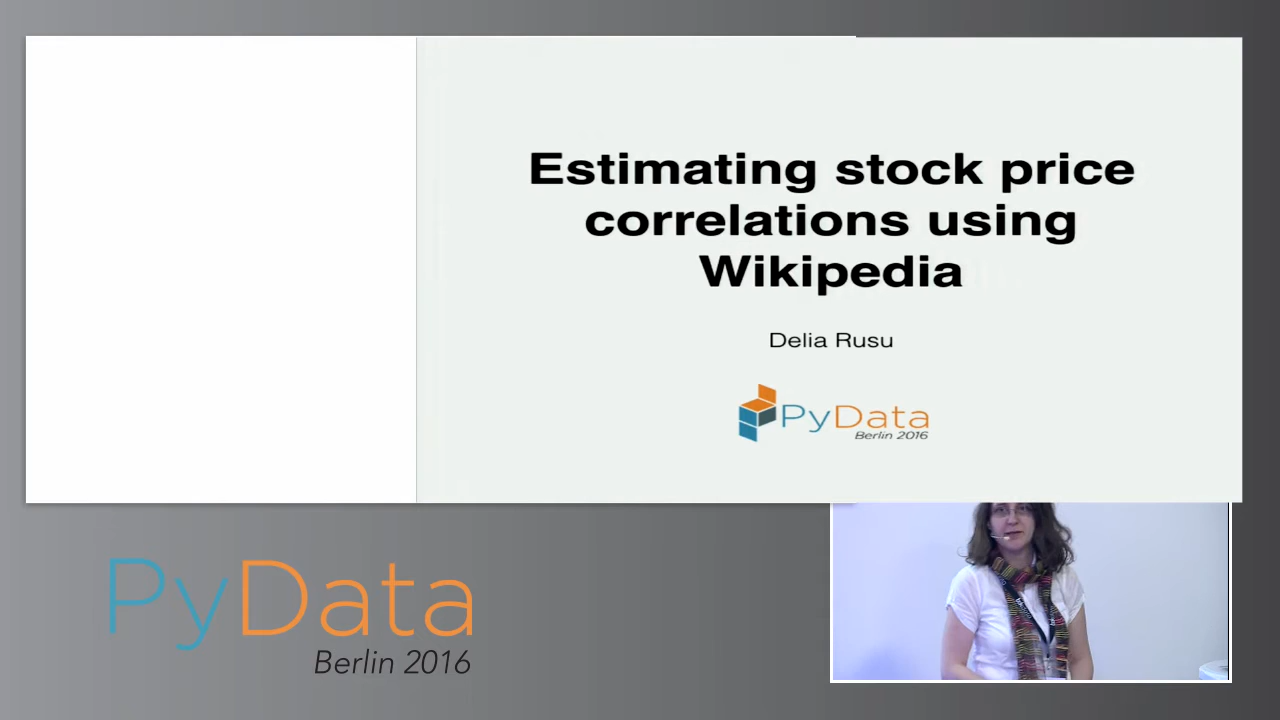 Estimating stock price
correlations using
Wikipedia
Delia Rusu
PyData
Berlin 2016
PyData
Berlin 2016